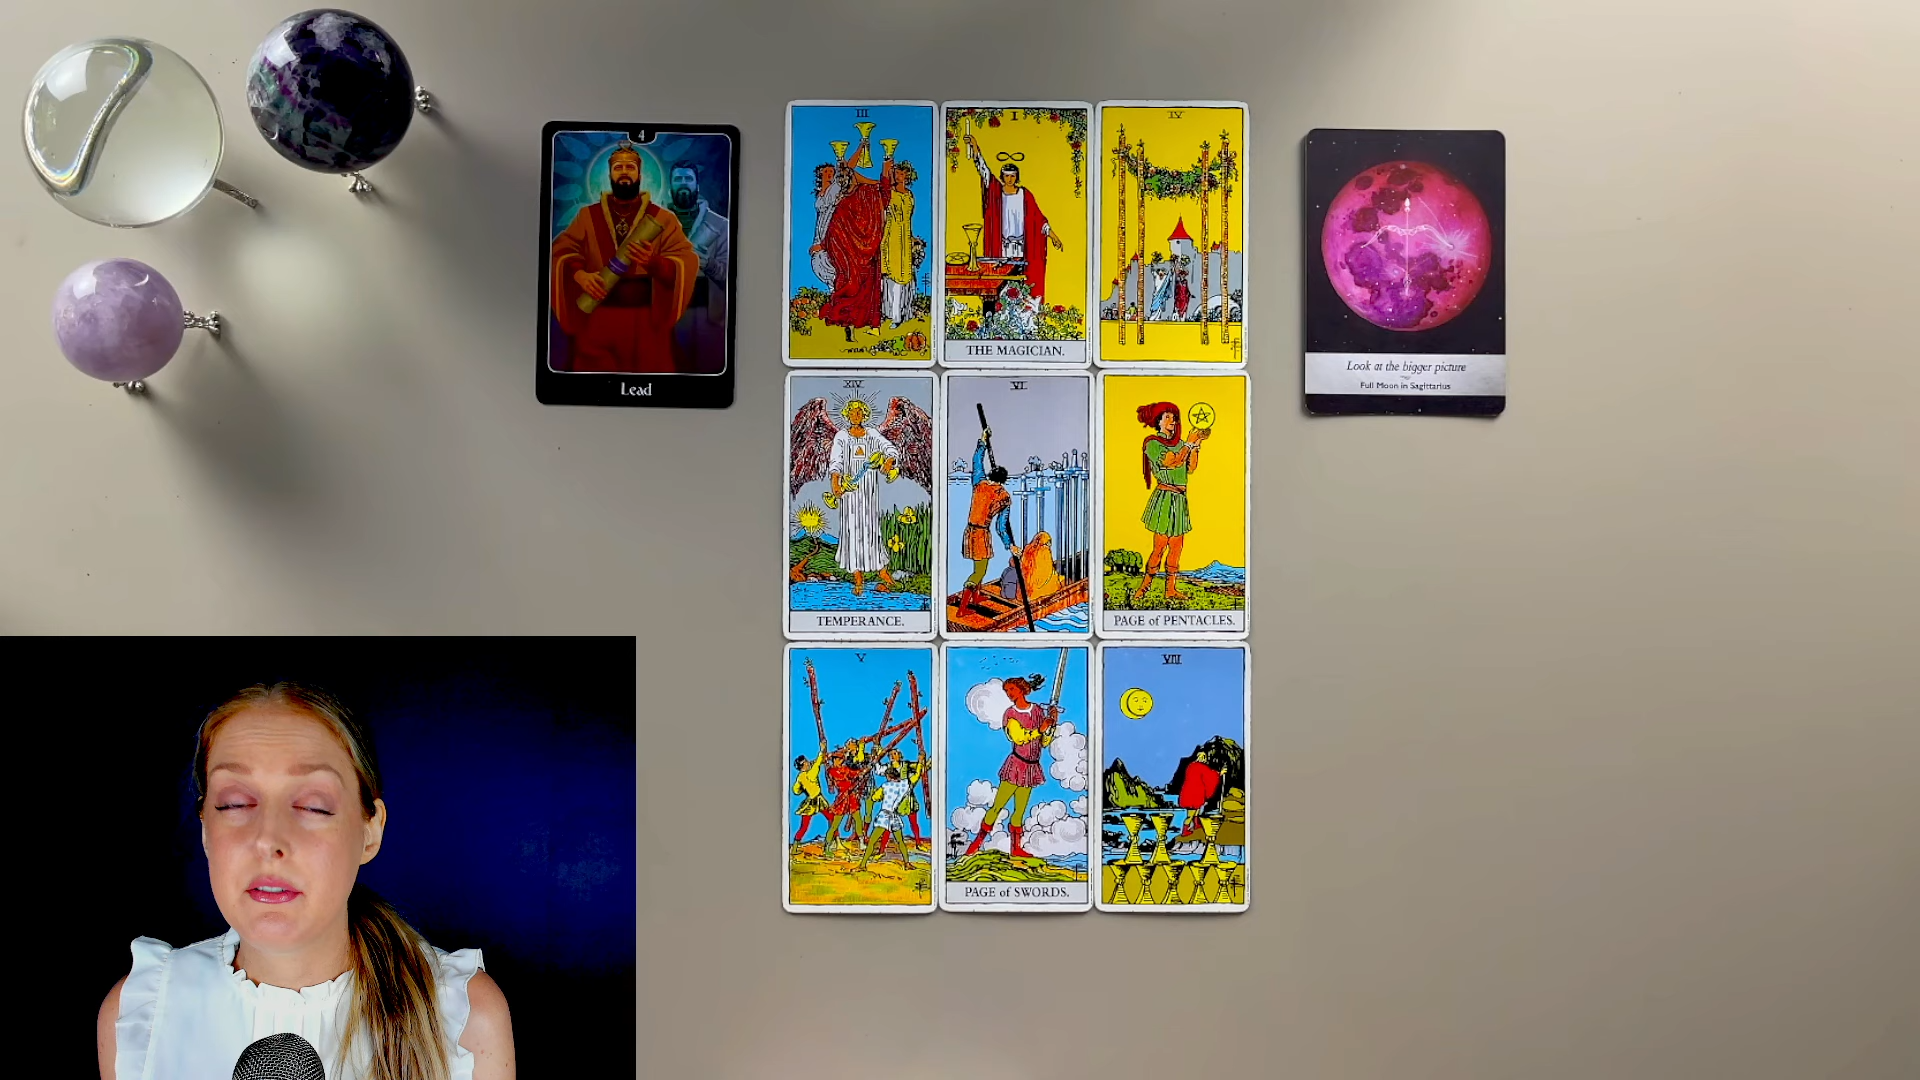 4
Lead
III
I
THE MAGICIAN.
IV
Look at the bigger picture
Full Moon in Sagittarius
XIV
TEMPERANCE.
VI
PAGE of PENTACLES.
V
PAGE of SWORDS.
VIII